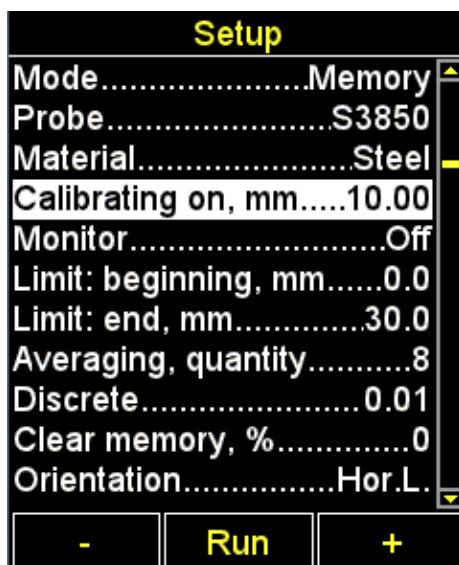 Setup
Mode.....................Memory
Probe.......................S3850
Material.....................Steel
Calibrating on, mm.....10.00
Monitor.........................Off
Limit: beginning, mm......0.0
Limit: end, mm.............30.0
Averaging, quantity...........8
Discrete.....................0.01
Clear memory, %..............0
Orientation...............Hor.L.
- Run +